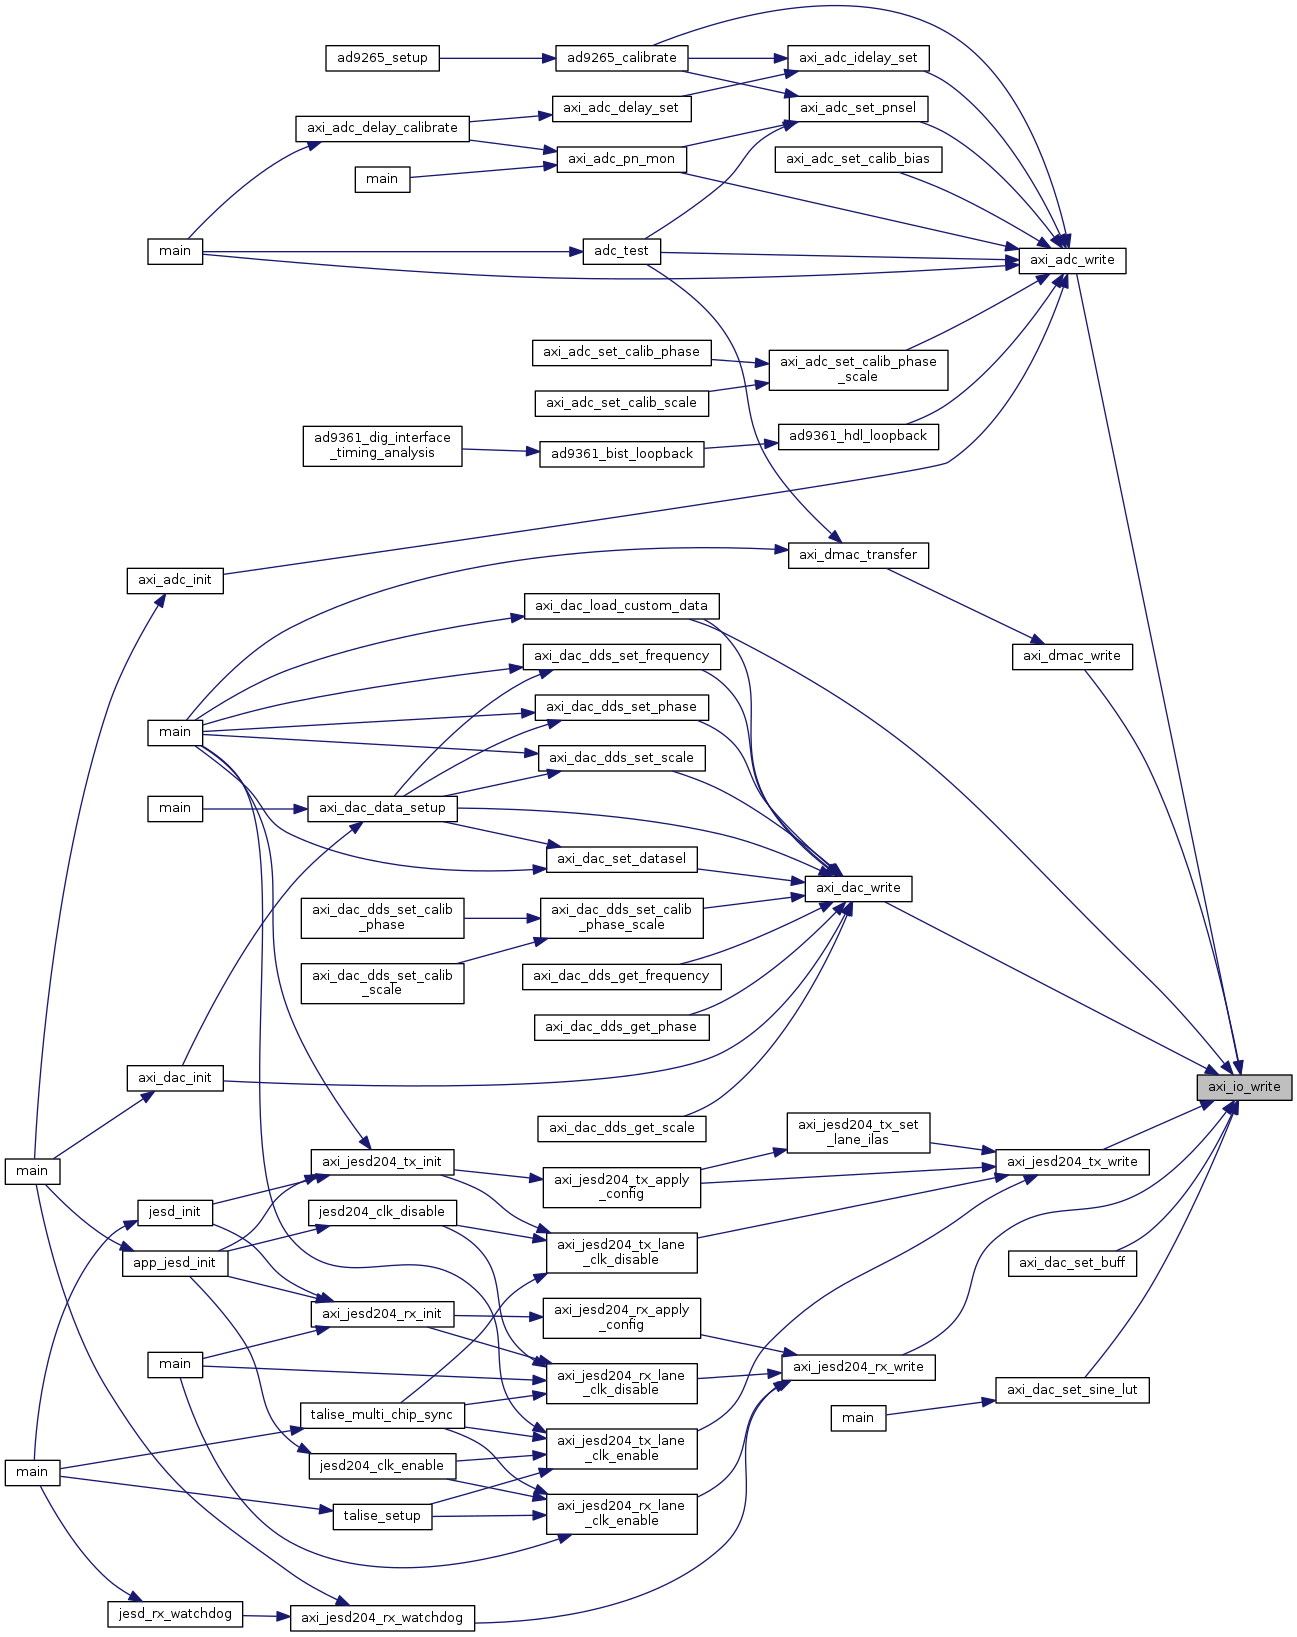 ad9265_setup
ad9265_calibrate
axi_adc_idelay_set
axi_adc_delay_set
axi_adc_set_pnsel
axi_adc_delay_calibrate
axi_adc_pn_mon
axi_adc_set_calib_bias
main
main
adc_test
axi_adc_write
axi_adc_set_calib_phase
axi_adc_set_calib_phase
_scale
axi_adc_set_calib_scale
ad9361_dig_interface
_timing_analysis
ad9361_bist_loopback
ad9361_hdl_loopback
axi_dmac_transfer
axi_adc_init
axi_dac_load_custom_data
axi_dac_dds_set_frequency
axi_dmac_write
axi_dac_dds_set_phase
main
axi_dac_dds_set_scale
main
axi_dac_data_setup
axi_dac_set_datasel
axi_dac_write
axi_dac_dds_set_calib
_phase
axi_dac_dds_set_calib
_phase_scale
axi_dac_dds_set_calib
_scale
axi_dac_dds_get_frequency
axi_dac_dds_get_phase
axi_dac_init
axi_io_write
axi_dac_dds_get_scale
axi_jesd204_tx_set
_lane_ilas
main
axi_jesd204_tx_init
axi_jesd204_tx_apply
_config
axi_jesd204_tx_write
jesd_init
jesd204_clk_disable
app_jesd_init
axi_jesd204_tx_lane
_clk_disable
axi_dac_set_buff
axi_jesd204_rx_init
axi_jesd204_rx_apply
_config
main
axi_jesd204_rx_lane
_clk_disable
axi_jesd204_rx_write
axi_dac_set_sine_lut
talise_multi_chip_sync
main
main
jesd204_clk_enable
axi_jesd204_tx_lane
_clk_enable
talise_setup
axi_jesd204_rx_lane
_clk_enable
jesd_rx_watchdog
axi_jesd204_rx_watchdog